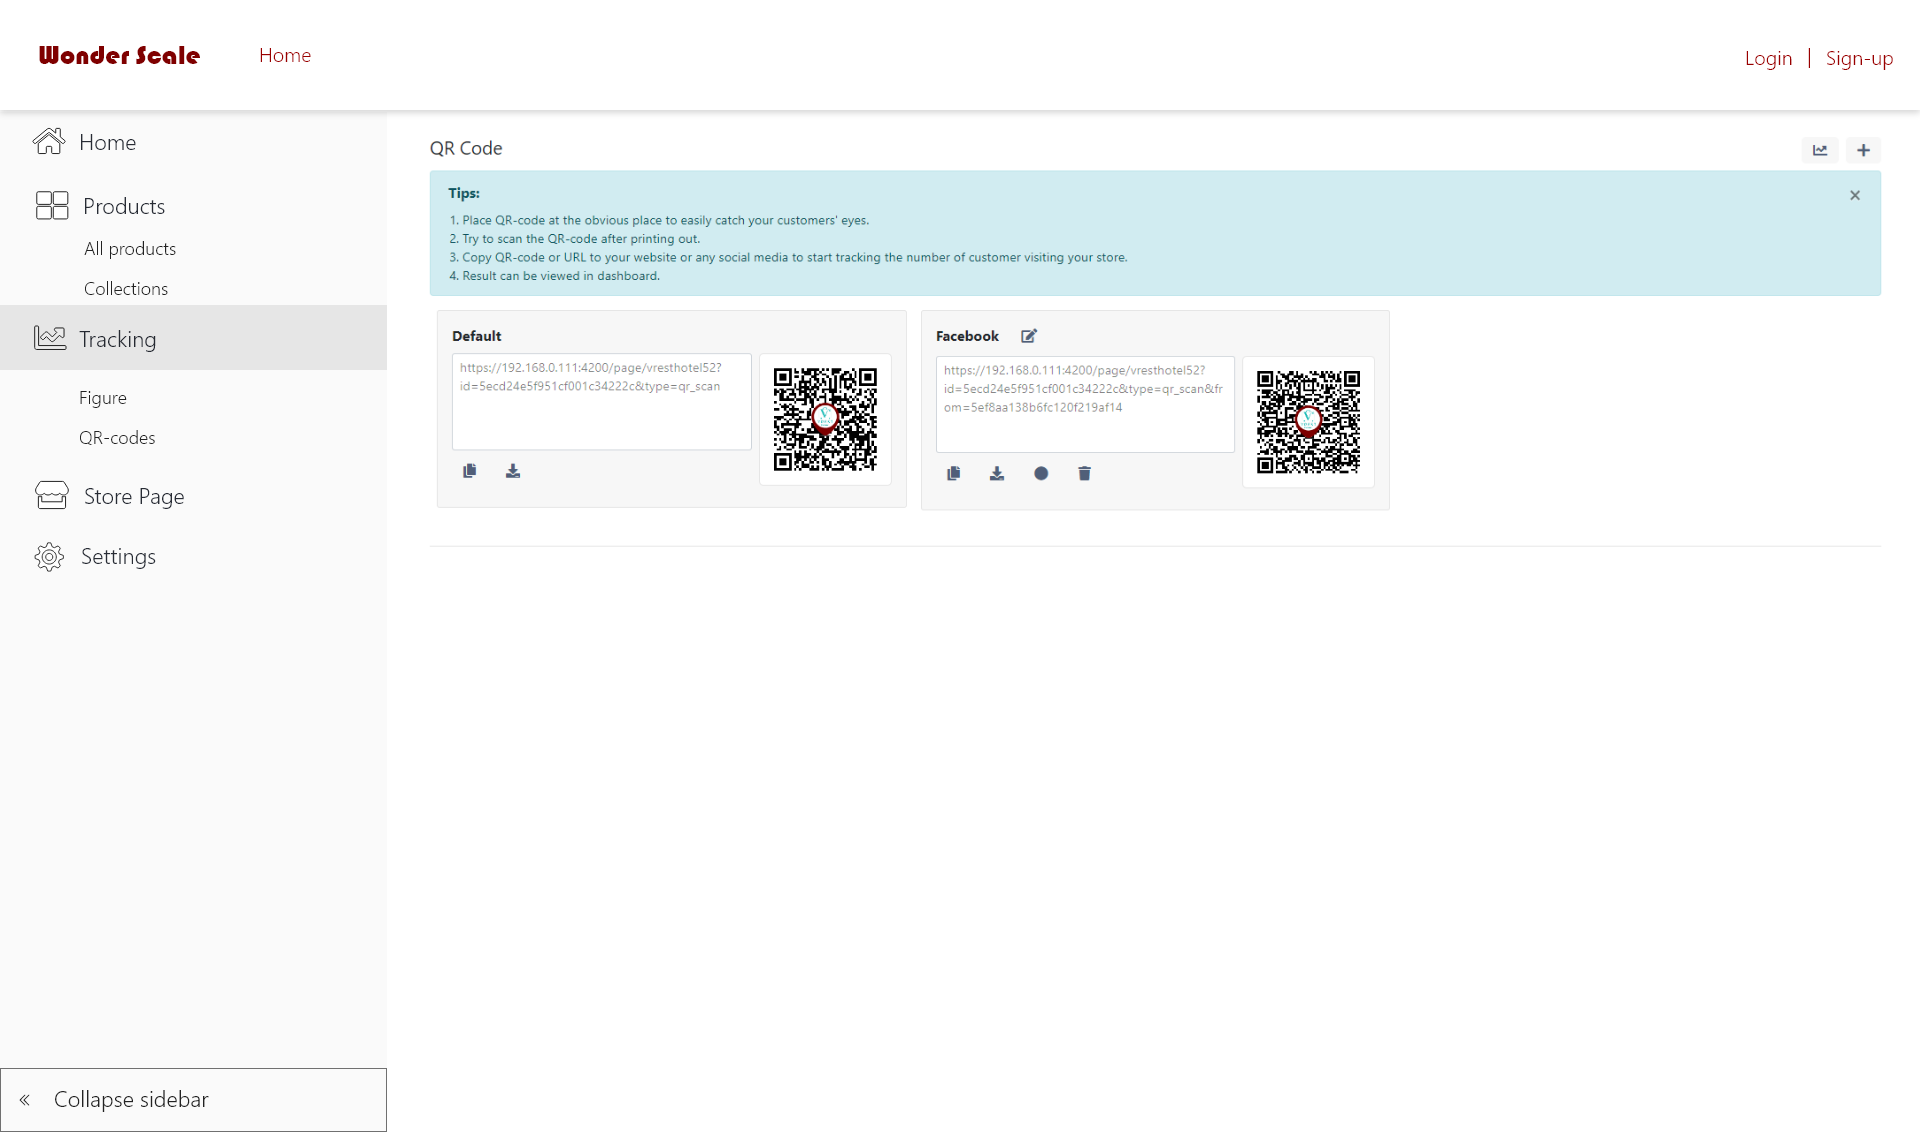 Wonder Scale
Home
Login | Sign-up
Home
Products
All products
Collections
Tracking
Figure
QR-codes
Store Page
Settings
« Collapse sidebar
QR Code
Tips:
1. Place QR-code at the obvious place to easily catch your customers' eyes.
2. Try to scan the QR-code after printing out.
3. Copy QR-code or URL to your website or any social media to start tracking the number of customer visiting your store.
4. Result can be viewed in dashboard.
Default
https://192.168.0.111:4200/page/vresthotel52?
id=5ecd24e5f951cf001c34222c&type=qr_scan
Facebook
https://192.168.0.111:4200/page/vresthotel52?
id=5ecd24e5f951cf001c34222c&type=qr_scan&fr
om=5ef8aa138b6fc120f219af14